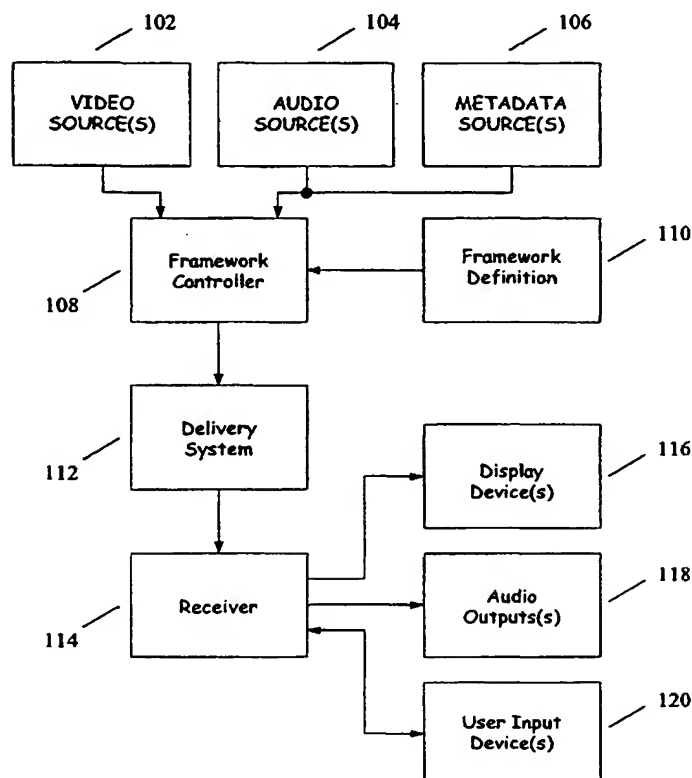 102
104
106
VIDEO
SOURCE(S)
AUDIO
SOURCE(S)
METADATA
SOURCE(S)
Framework
Controller
108
Framework
Definition
110
Delivery
System
112
Display
Device(s)
116
Receiver
114
Audio
Outputs(s)
118
User Input
Device(s)
120